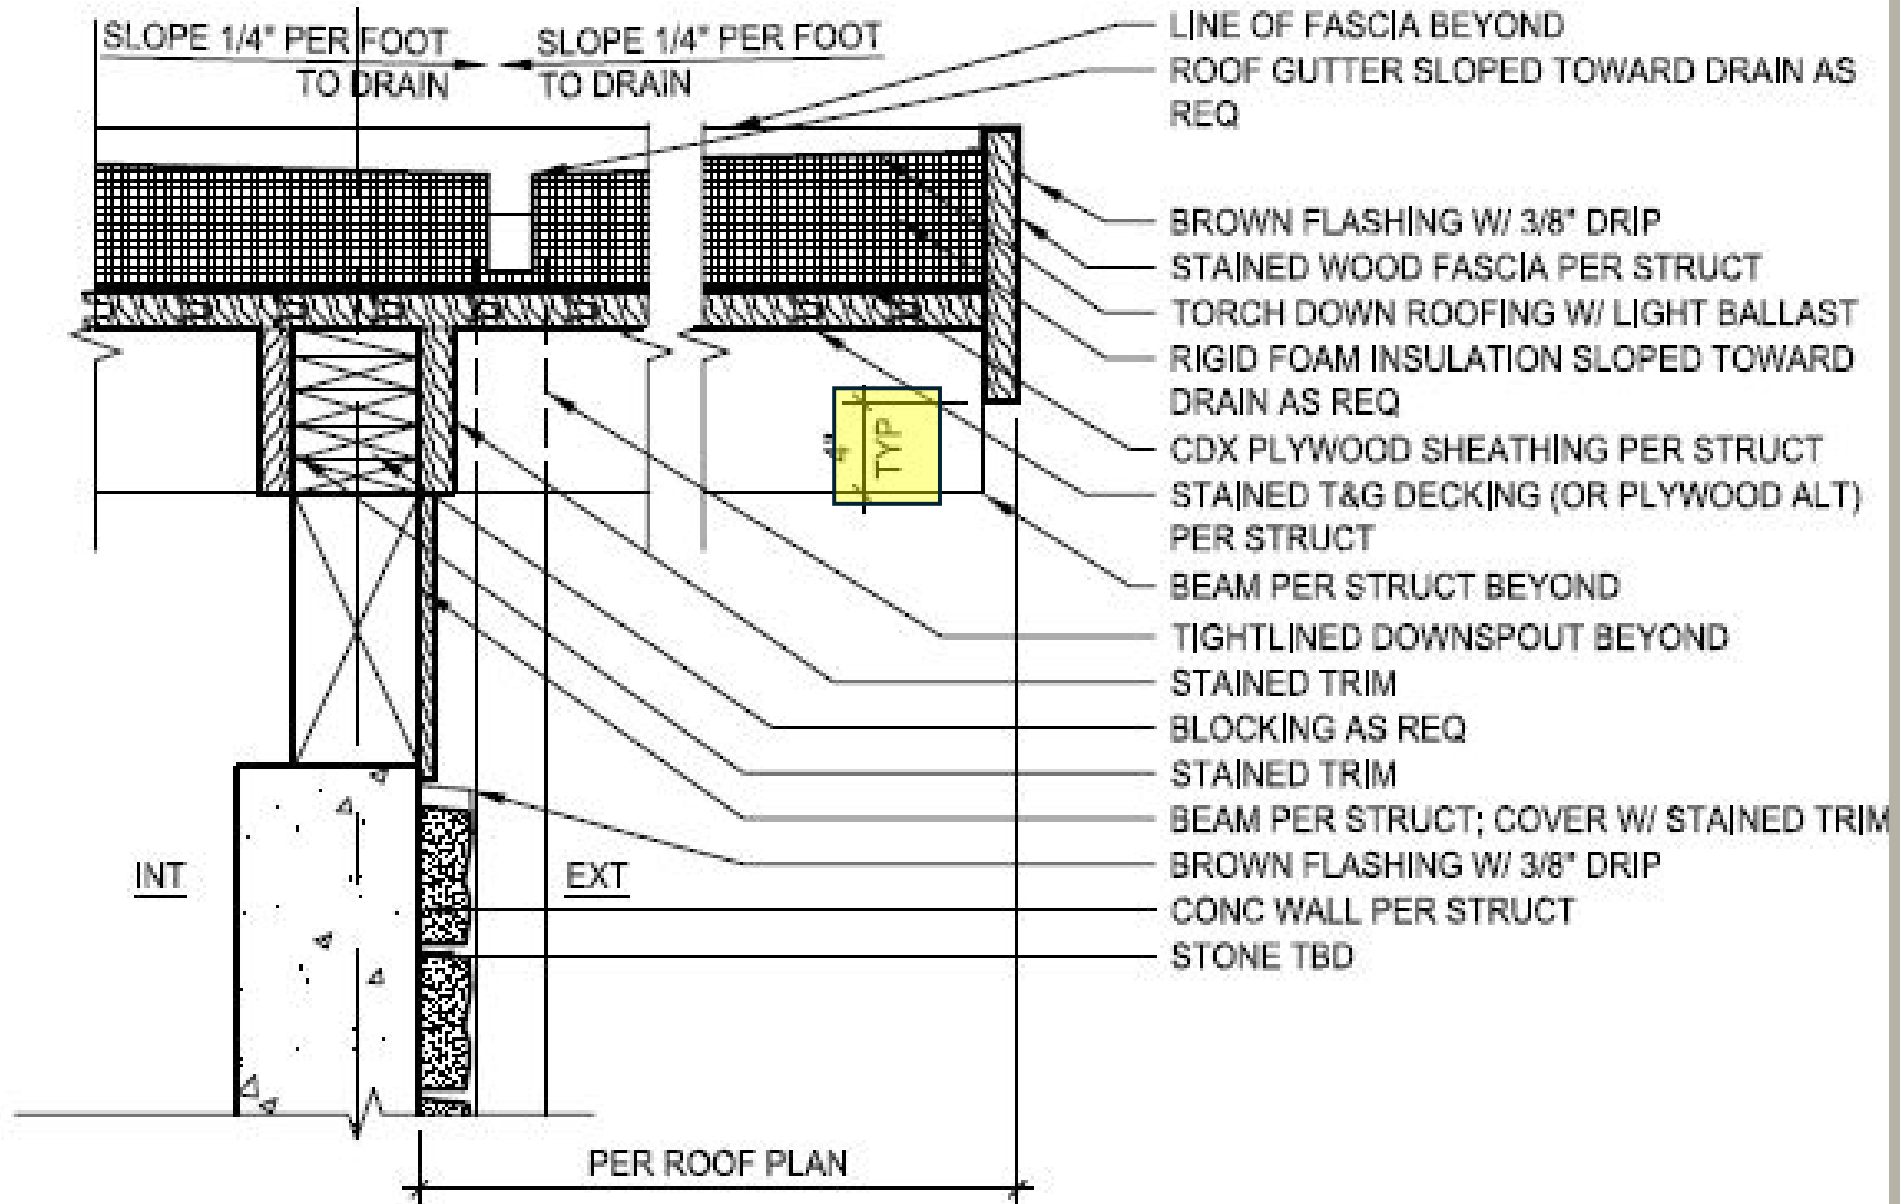 SLOPE 1/4" PER FOOT
TO DRAIN
SLOPE 1/4" PER FOOT
TO DRAIN
LINE OF FASCIA BEYOND
ROOF GUTTER SLOPED TOWARD DRAIN AS
REQ
BROWN FLASHING W/ 3/8" DRIP
STAINED WOOD FASCIA PER STRUCT
TORCH DOWN ROOFING W/ LIGHT BALLAST
RIGID FOAM INSULATION SLOPED TOWARD
DRAIN AS REQ
CDX PLYWOOD SHEATHING PER STRUCT
STAINED T&G DECKING (OR PLYWOOD ALT)
PER STRUCT
BEAM PER STRUCT BEYOND
TIGHTLINED DOWNSPOUT BEYOND
STAINED TRIM
BLOCKING AS REQ
STAINED TRIM
BEAM PER STRUCT; COVER W/ STAINED TRIM
BROWN FLASHING W/ 3/8" DRIP
CONC WALL PER STRUCT
STONE TBD
4"
TYP
INT
EXT
PER ROOF PLAN